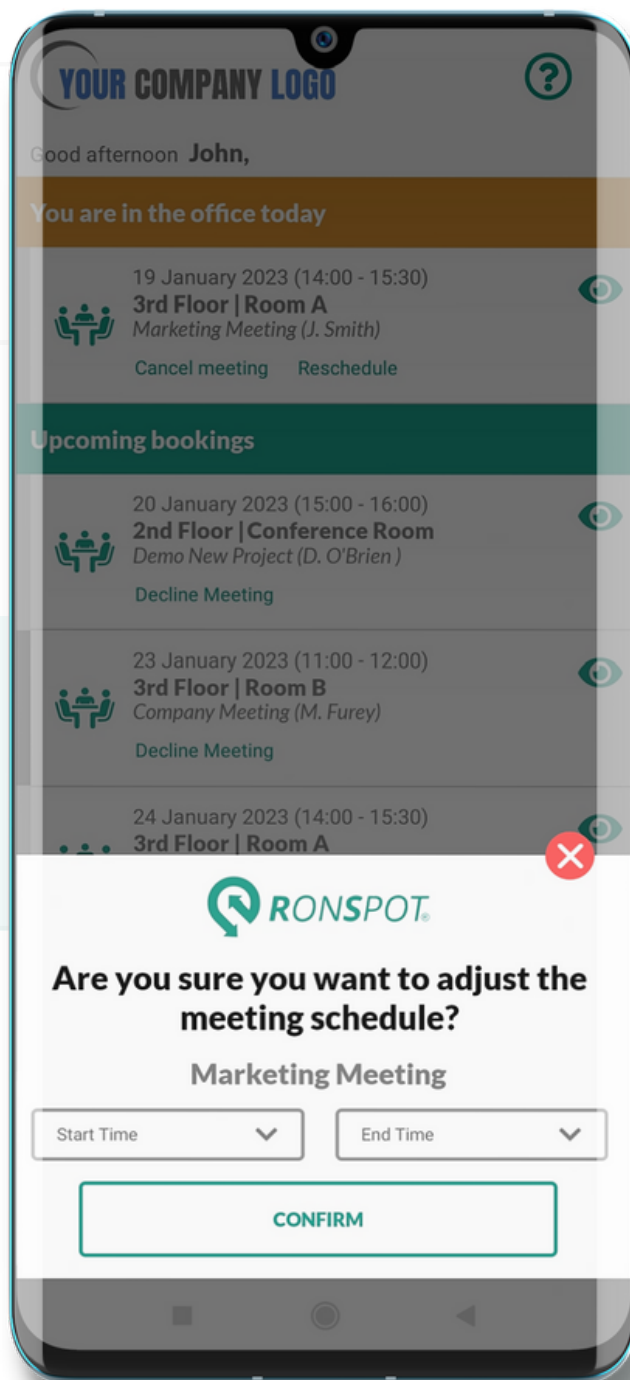 YOUR COMPANY LOGO
?
Good afternoon John,
You are in the office today
19 January 2023 (14:00 - 15:30)
3rd Floor | Room A
Marketing Meeting (J. Smith)
Cancel meeting Reschedule
Upcoming bookings
20 January 2023 (15:00 - 16:00)
2nd Floor | Conference Room
Demo New Project (D. O'Brien )
Decline Meeting
23 January 2023 (11:00 - 12:00)
3rd Floor | Room B
Company Meeting (M. Furey)
Decline Meeting
24 January 2023 (14:00 - 15:30)
3rd Floor | Room A
RONSPOT®
Are you sure you want to adjust the
meeting schedule?
Marketing Meeting
Start Time End Time
CONFIRM